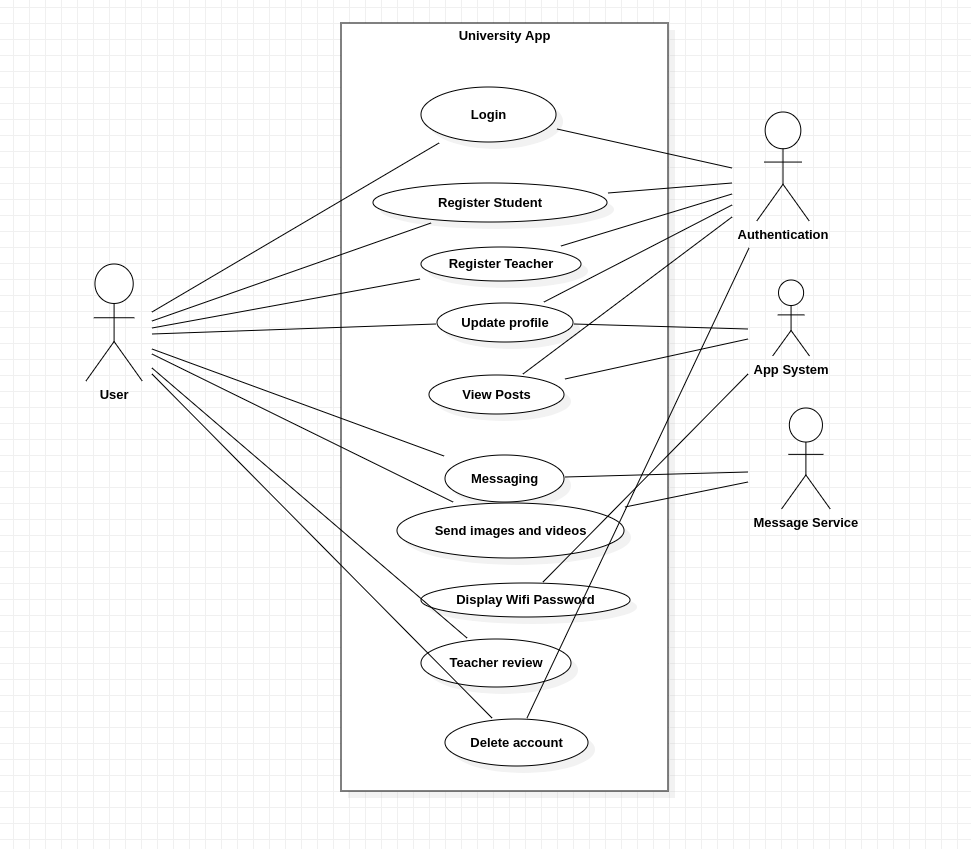 University App
Login
Register Student
Authentication
Register Teacher
Update profile
App System
User
View Posts
Messaging
Message Service
Send images and videos
Display Wifi Password
Teacher review
Delete account